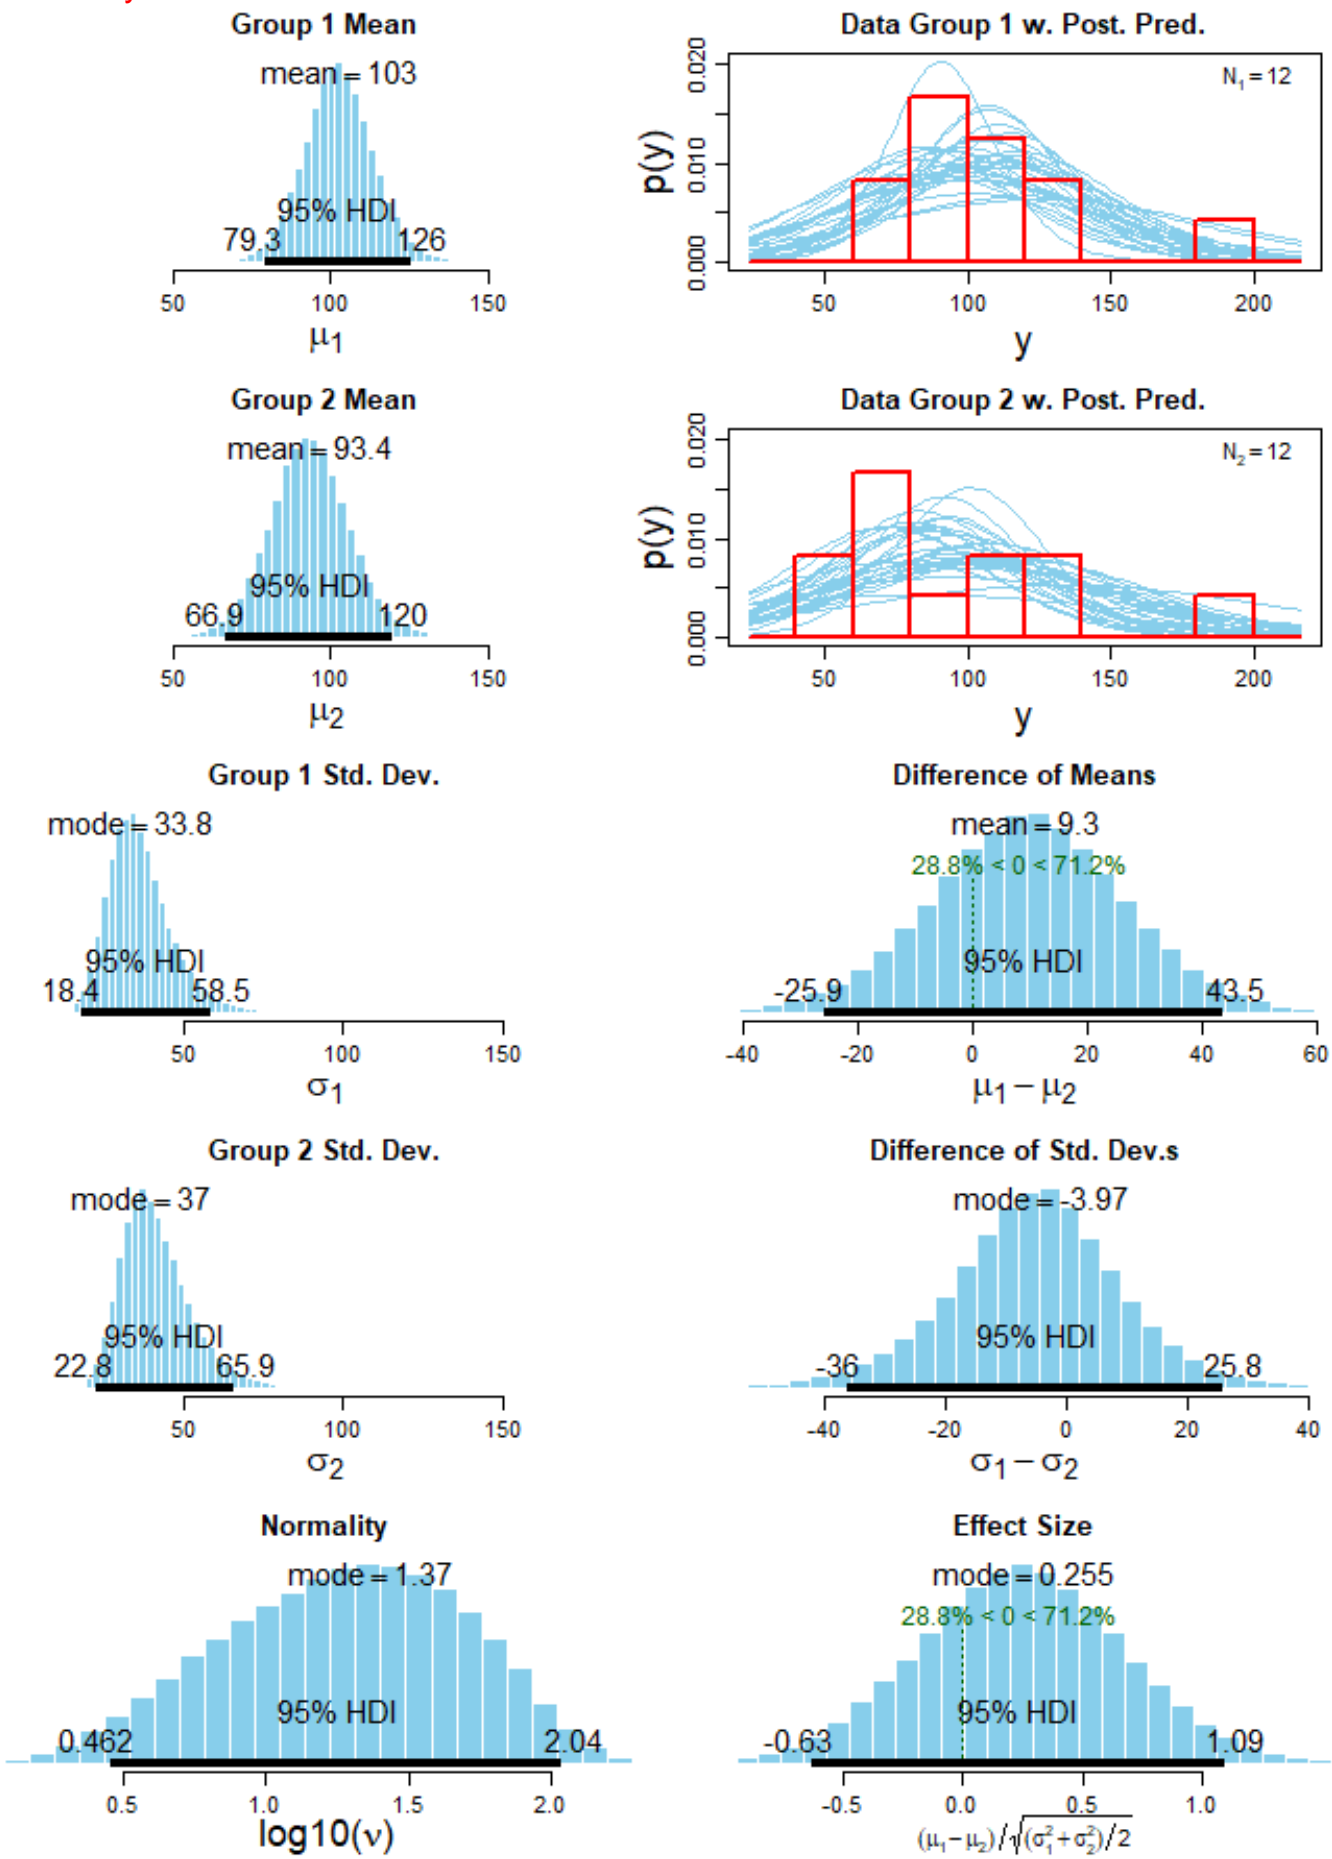 Group 1 Mean
mean = 103
95% HDI
79.3 126
50 100 150
μ1
Data Group 1 w. Post. Pred.
N1 = 12
p(y)
0.000 0.010 0.020
50 100 150 200
y
Group 2 Mean
mean = 93.4
95% HDI
66.9 120
50 100 150
μ2
Data Group 2 w. Post. Pred.
N2 = 12
p(y)
0.000 0.010 0.020
50 100 150 200
y
Group 1 Std. Dev.
mode = 33.8
95% HDI
18.4 58.5
50 100 150
σ1
Difference of Means
mean = 9.3
28.8% < 0 < 71.2%
95% HDI
-25.9 43.5
-40 -20 0 20 40 60
μ1 − μ2
Group 2 Std. Dev.
mode = 37
95% HDI
22.8 65.9
50 100 150
σ2
Difference of Std. Dev.s
mode = -3.97
95% HDI
-36 25.8
-40 -20 0 20 40
σ1 − σ2
Normality
mode = 1.37
95% HDI
0.462 2.04
0.5 1.0 1.5 2.0
log10(ν)
Effect Size
mode = 0.255
28.8% < 0 < 71.2%
95% HDI
-0.63 1.09
-0.5 0.0 0.5 1.0
(μ1 − μ2)/√(σ1² + σ2²)/2